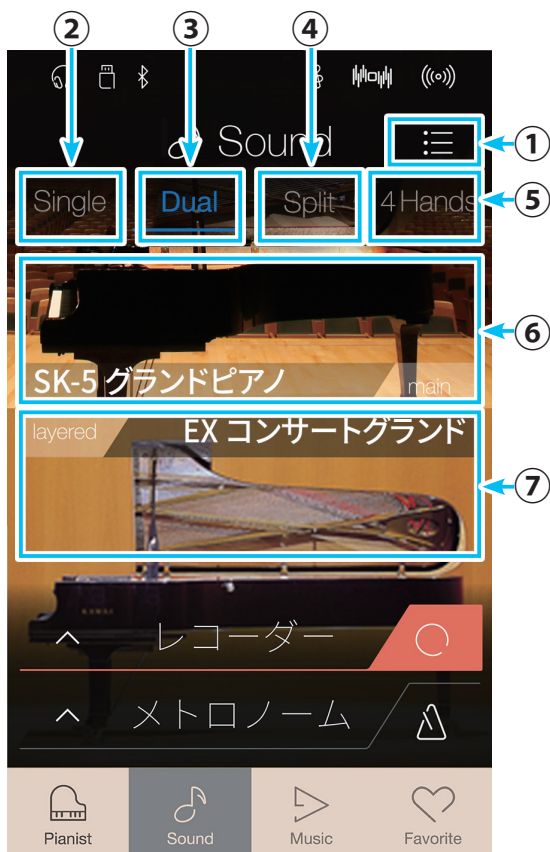 ② ③ ④
Sound
①
Single Dual Split 4 Hands
⑤
SK-5 グランドピアノ
main
⑥
layered
EX コンサートグランド
⑦
KAWAI
レコーダー
メトロノーム
Pianist Sound Music Favorite